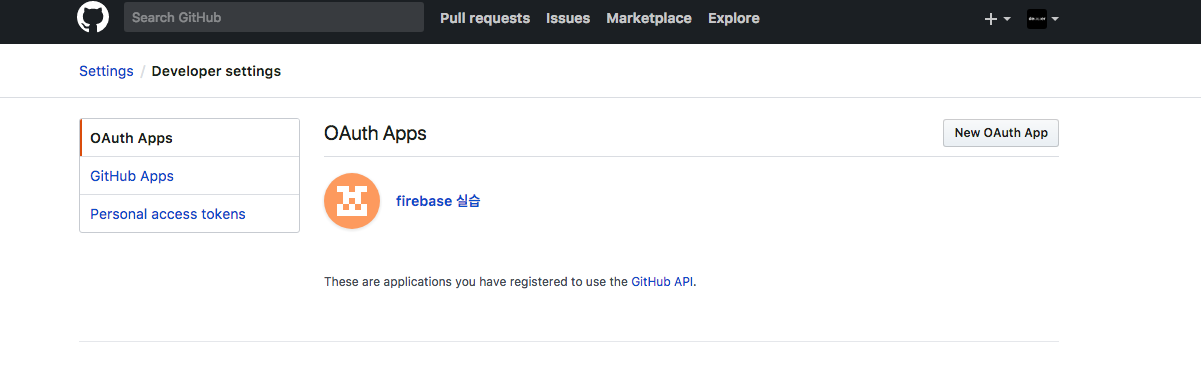 Search GitHub Pull requests Issues Marketplace Explore
Settings / Developer settings
OAuth Apps
GitHub Apps
Personal access tokens
OAuth Apps
New OAuth App
firebase 실습
These are applications you have registered to use the GitHub API.